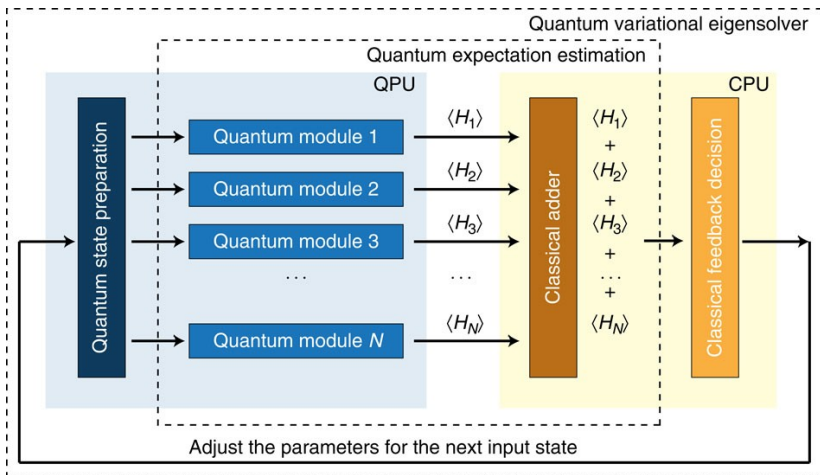 Quantum variational eigensolver
Quantum expectation estimation
QPU
CPU
Quantum state preparation
Quantum module 1
Quantum module 2
Quantum module 3
...
Quantum module N
⟨H₁⟩
⟨H₂⟩
⟨H₃⟩
...
⟨H_N⟩
Classical adder
⟨H₁⟩
+
⟨H₂⟩
+
⟨H₃⟩
+
...
+
⟨H_N⟩
Classical feedback decision
Adjust the parameters for the next input state